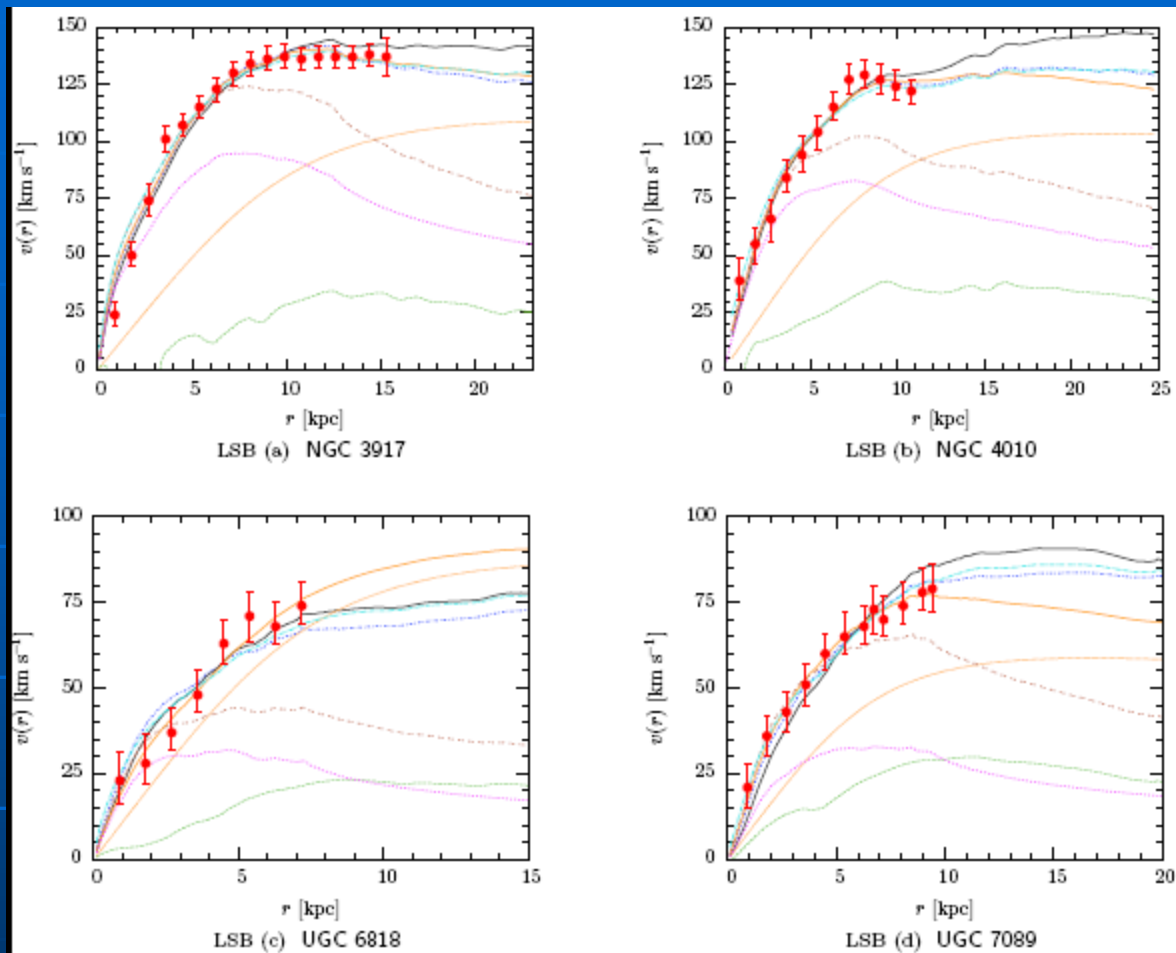 150
125
100
75
50
25
0
v(r) [km s⁻¹]
0 5 10 15 20
r [kpc]
LSB (a) NGC 3917
150
125
100
75
50
25
0
v(r) [km s⁻¹]
0 5 10 15 20 25
r [kpc]
LSB (b) NGC 4010
100
75
50
25
0
v(r) [km s⁻¹]
0 5 10 15
r [kpc]
LSB (c) UGC 6818
100
75
50
25
0
v(r) [km s⁻¹]
0 5 10 15 20
r [kpc]
LSB (d) UGC 7089